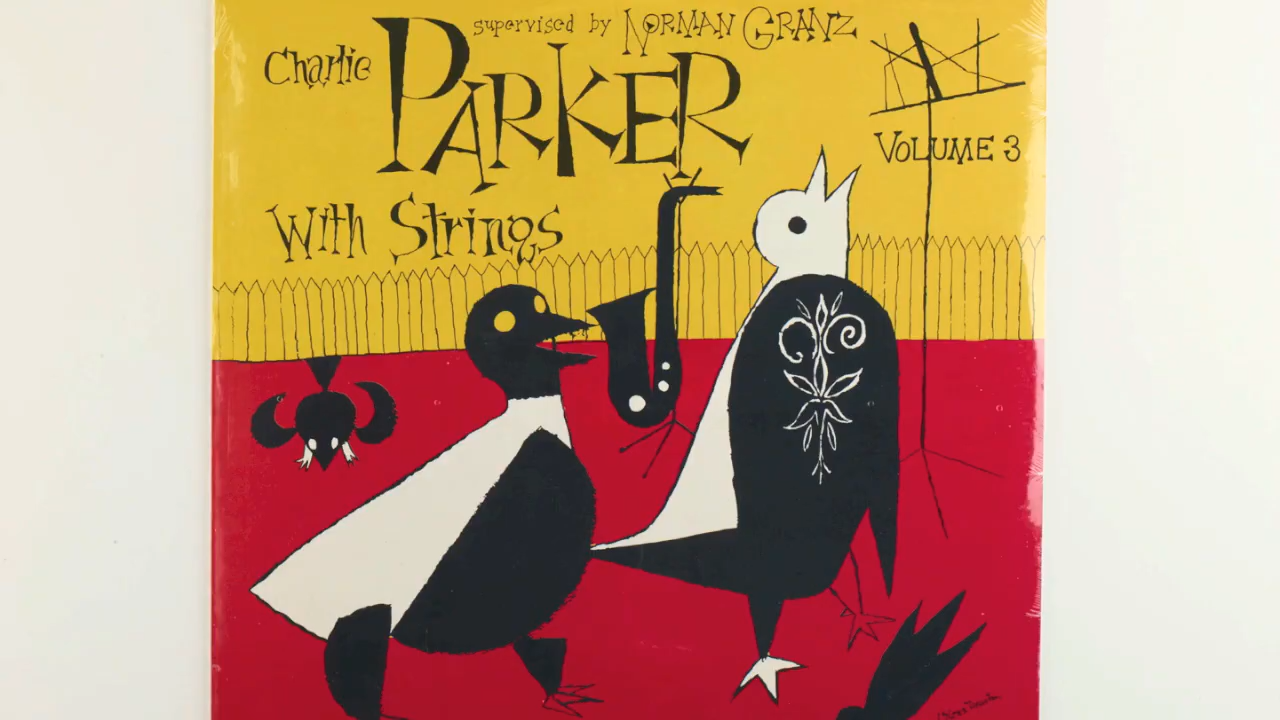 supervised by NORMAN GRANZ
Charlie PARKER
VOLUME 3
With Strings